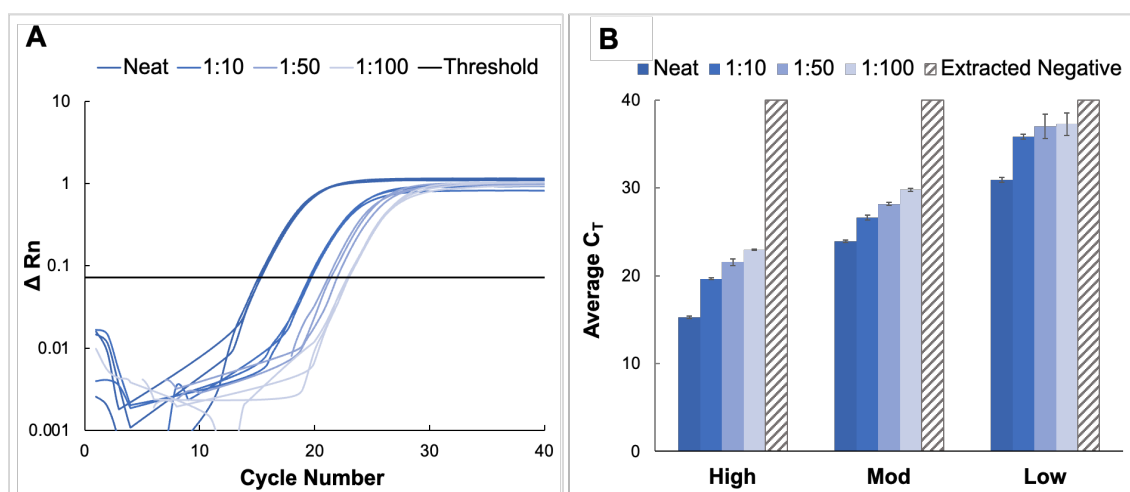 A
Neat 1:10 1:50 1:100 Threshold
10
1
0.1
0.01
0.001
Δ Rn
0 10 20 30 40
Cycle Number
B
Neat 1:10 1:50 1:100 Extracted Negative
40
30
20
10
0
Average CT
High Mod Low